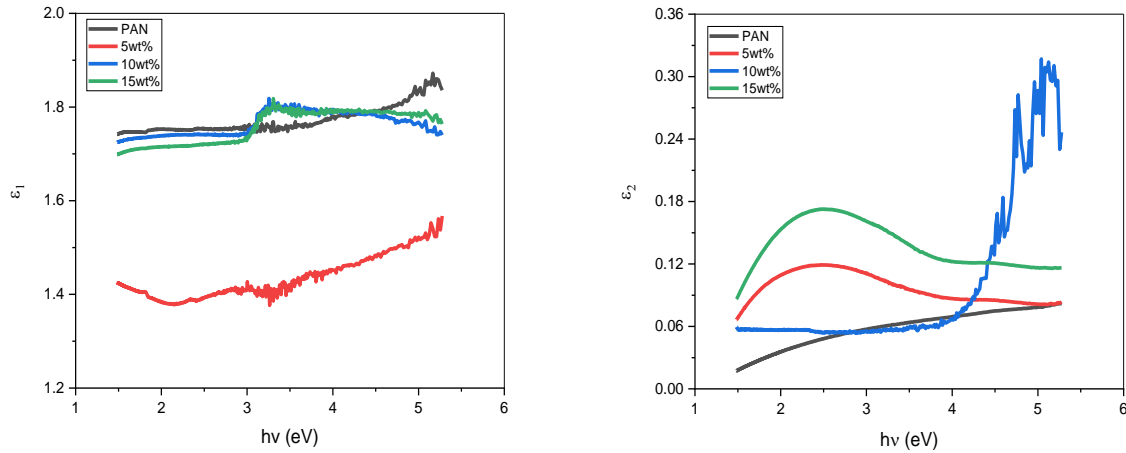 2.0
1.8
1.6
1.4
1.2
ε1
PAN
5wt%
10wt%
15wt%
1 2 3 4 5 6
hν (eV)
0.36
0.30
0.24
0.18
0.12
0.06
0.00
ε2
PAN
5wt%
10wt%
15wt%
1 2 3 4 5 6
hν (eV)